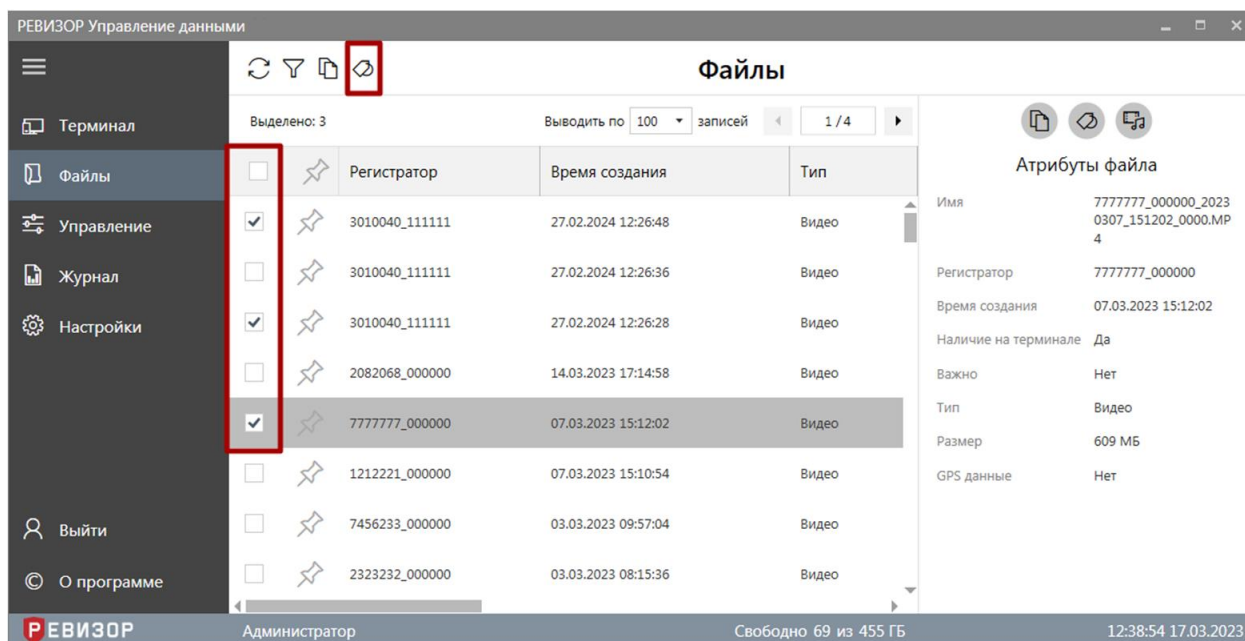 РЕВИЗОР Управление данными
Файлы
Терминал
Файлы
Управление
Журнал
Настройки
Выйти
О программе
Выделено: 3
Выводить по 100 записей 1 / 4
Регистратор Время создания Тип
3010040_111111 27.02.2024 12:26:48 Видео
3010040_111111 27.02.2024 12:26:36 Видео
3010040_111111 27.02.2024 12:26:28 Видео
2082068_000000 14.03.2023 17:14:58 Видео
7777777_000000 07.03.2023 15:12:02 Видео
1212221_000000 07.03.2023 15:10:54 Видео
7456233_000000 03.03.2023 09:57:04 Видео
2323232_000000 03.03.2023 08:15:36 Видео
Атрибуты файла
Имя 7777777_000000_2023
0307_151202_0000.MP
4
Регистратор 7777777_000000
Время создания 07.03.2023 15:12:02
Наличие на терминале Да
Важно Нет
Тип Видео
Размер 609 МБ
GPS данные Нет
РЕВИЗОР Администратор Свободно 69 из 455 ГБ 12:38:54 17.03.2023